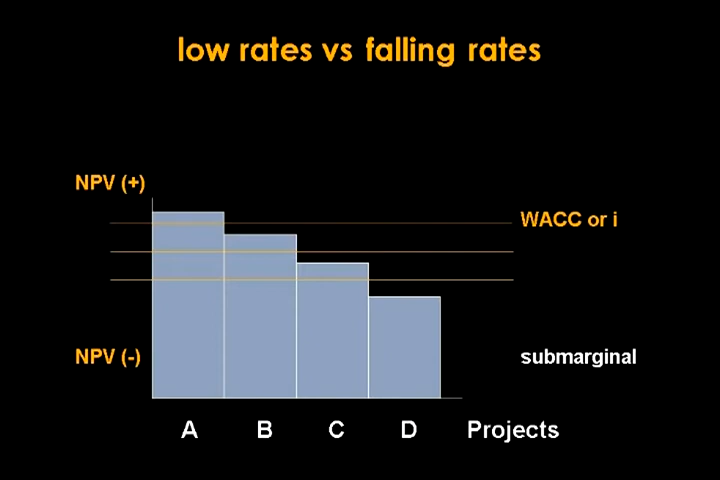 low rates vs falling rates
NPV (+)
WACC or i
NPV (-)
submarginal
A B C D Projects